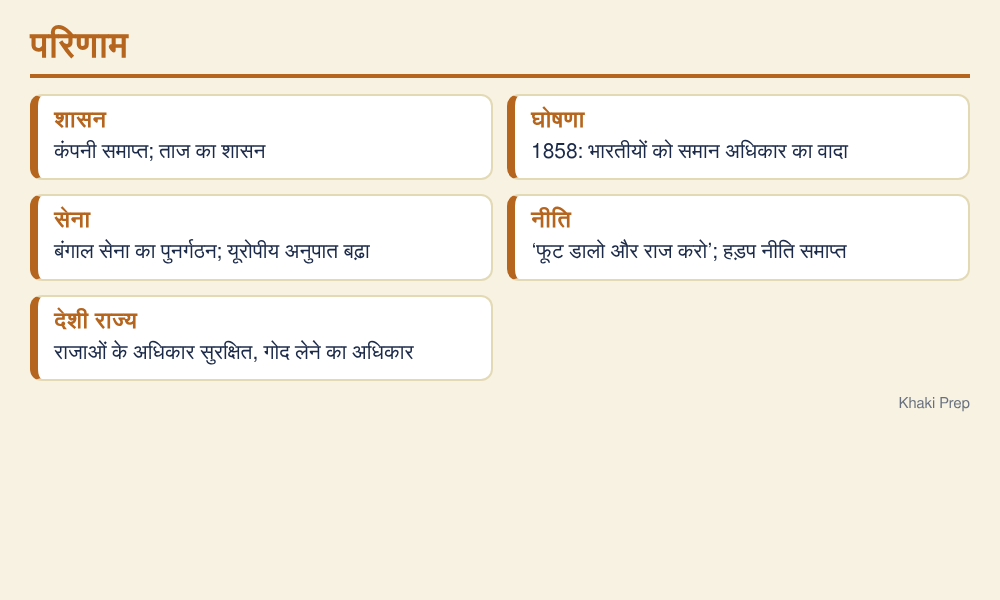 परिणाम
शासन
कंपनी समाप्त; ताज का शासन
घोषणा
1858: भारतीयों को समान अधिकार का वादा
सेना
बंगाल सेना का पुनर्गठन; यूरोपीय अनुपात बढ़ा
नीति
‘फूट डालो और राज करो’; हड़प नीति समाप्त
देशी राज्य
राजाओं के अधिकार सुरक्षित, गोद लेने का अधिकार
Khaki Prep